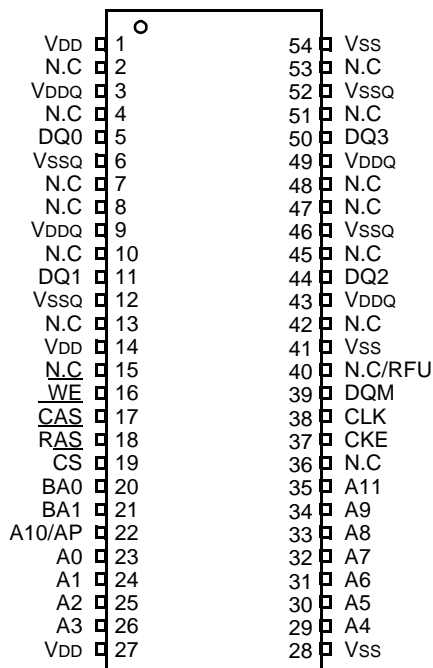 VDD 1 54 VSS
N.C 2 53 N.C
VDDQ 3 52 VSSQ
N.C 4 51 N.C
DQ0 5 50 DQ3
VSSQ 6 49 VDDQ
N.C 7 48 N.C
N.C 8 47 N.C
VDDQ 9 46 VSSQ
N.C 10 45 N.C
DQ1 11 44 DQ2
VSSQ 12 43 VDDQ
N.C 13 42 N.C
VDD 14 41 VSS
N.C 15 40 N.C/RFU
WE 16 39 DQM
CAS 17 38 CLK
RAS 18 37 CKE
CS 19 36 N.C
BA0 20 35 A11
BA1 21 34 A9
A10/AP 22 33 A8
A0 23 32 A7
A1 24 31 A6
A2 25 30 A5
A3 26 29 A4
VDD 27 28 VSS